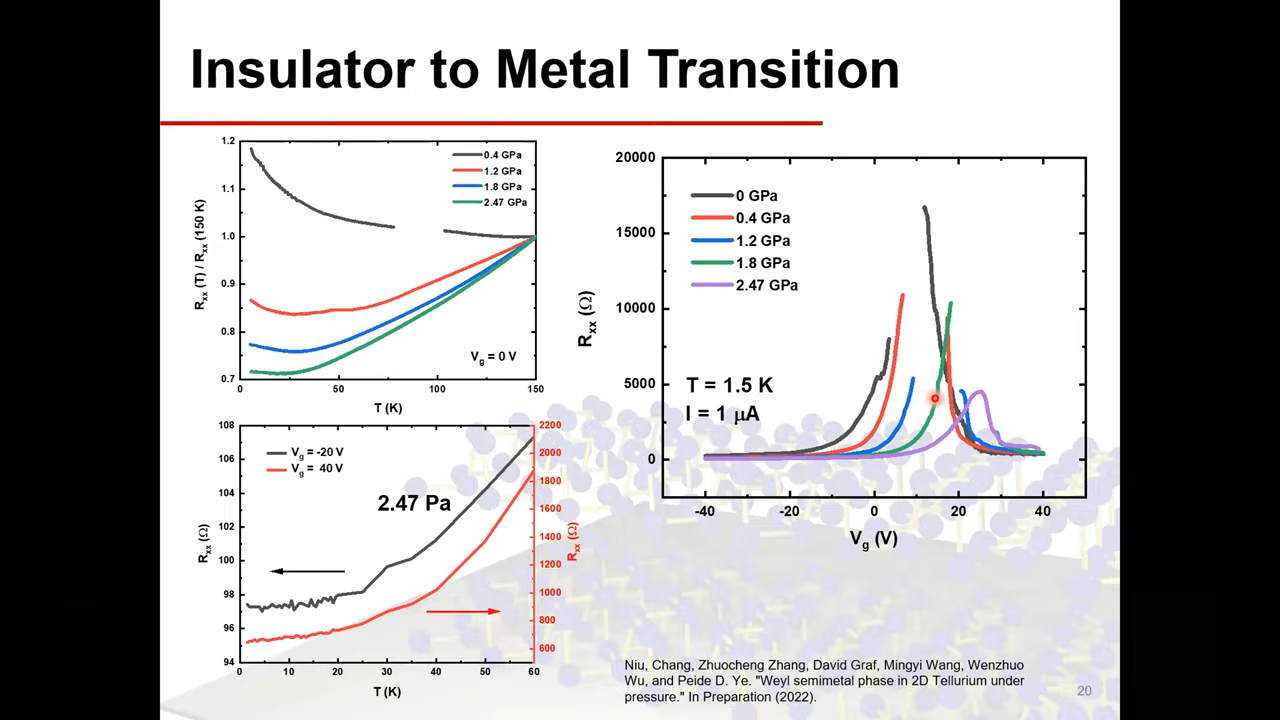 Insulator to Metal Transition
1.2
1.1
1.0
0.9
0.8
0.7
R_xx (T) / R_xx (150 K)
0.4 GPa
1.2 GPa
1.8 GPa
2.47 GPa
V_g = 0 V
0
50
100
150
T (K)
108
106
104
102
100
98
96
94
R_xx (Ω)
V_g = -20 V
V_g = 40 V
2.47 Pa
2200
2000
1800
1600
1400
1200
1000
800
600
R_xx (Ω)
0
10
20
30
40
50
60
T (K)
20000
15000
10000
5000
0
R_xx (Ω)
0 GPa
0.4 GPa
1.2 GPa
1.8 GPa
2.47 GPa
T = 1.5 K
I = 1 μA
-40
-20
0
20
40
V_g (V)
Niu, Chang, Zhuocheng Zhang, David Graf, Mingyi Wang, Wenzhuo
Wu, and Peide D. Ye. "Weyl semimetal phase in 2D Tellurium under
pressure." In Preparation (2022).
20